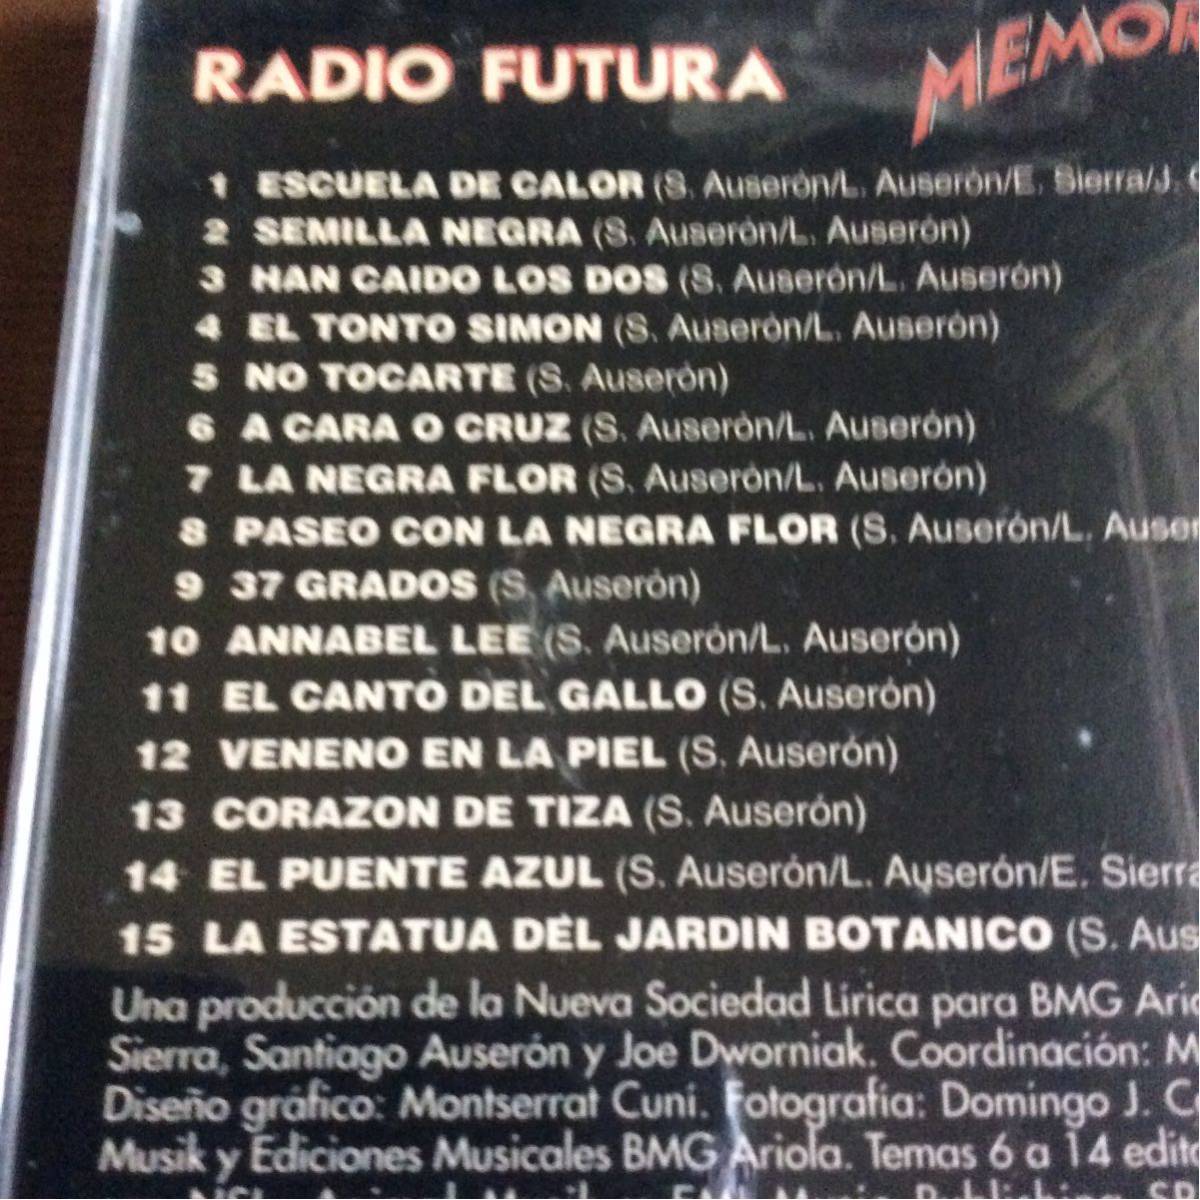 RADIO FUTURA
1 ESCUELA DE CALOR (S. Auserón/L. Auserón/E. Sierra/J.
2 SEMILLA NEGRA (S. Auserón/L. Auserón)
3 HAN CAIDO LOS DOS (S. Auserón/L. Auserón)
4 EL TONTO SIMON (S. Auserón/L. Auserón)
5 NO TOCARTE (S. Auserón)
6 A CARA O CRUZ (S. Auserón/L. Auserón)
7 LA NEGRA FLOR (S. Auserón/L. Auserón)
8 PASEO CON LA NEGRA FLOR (S. Auserón/L. Auser
9 37 GRADOS (S. Auserón)
10 ANNABEL LEE (S. Auserón/L. Auserón)
11 EL CANTO DEL GALLO (S. Auserón)
12 VENENO EN LA PIEL (S. Auserón)
13 CORAZON DE TIZA (S. Auserón)
14 EL PUENTE AZUL (S. Auserón/L. Auserón/E. Sierra
15 LA ESTATUA DEL JARDIN BOTANICO (S. Aus
Una producción de la Nueva Sociedad Lírica para BMG Ario
Sierra, Santiago Auserón y Joe Dworniak. Coordinación: M
Diseño gráfico: Montserrat Cuni. Fotografía: Domingo J. C
Musik y Ediciones Musicales BMG Ariola. Temas 6 a 14 edit
MEMOR